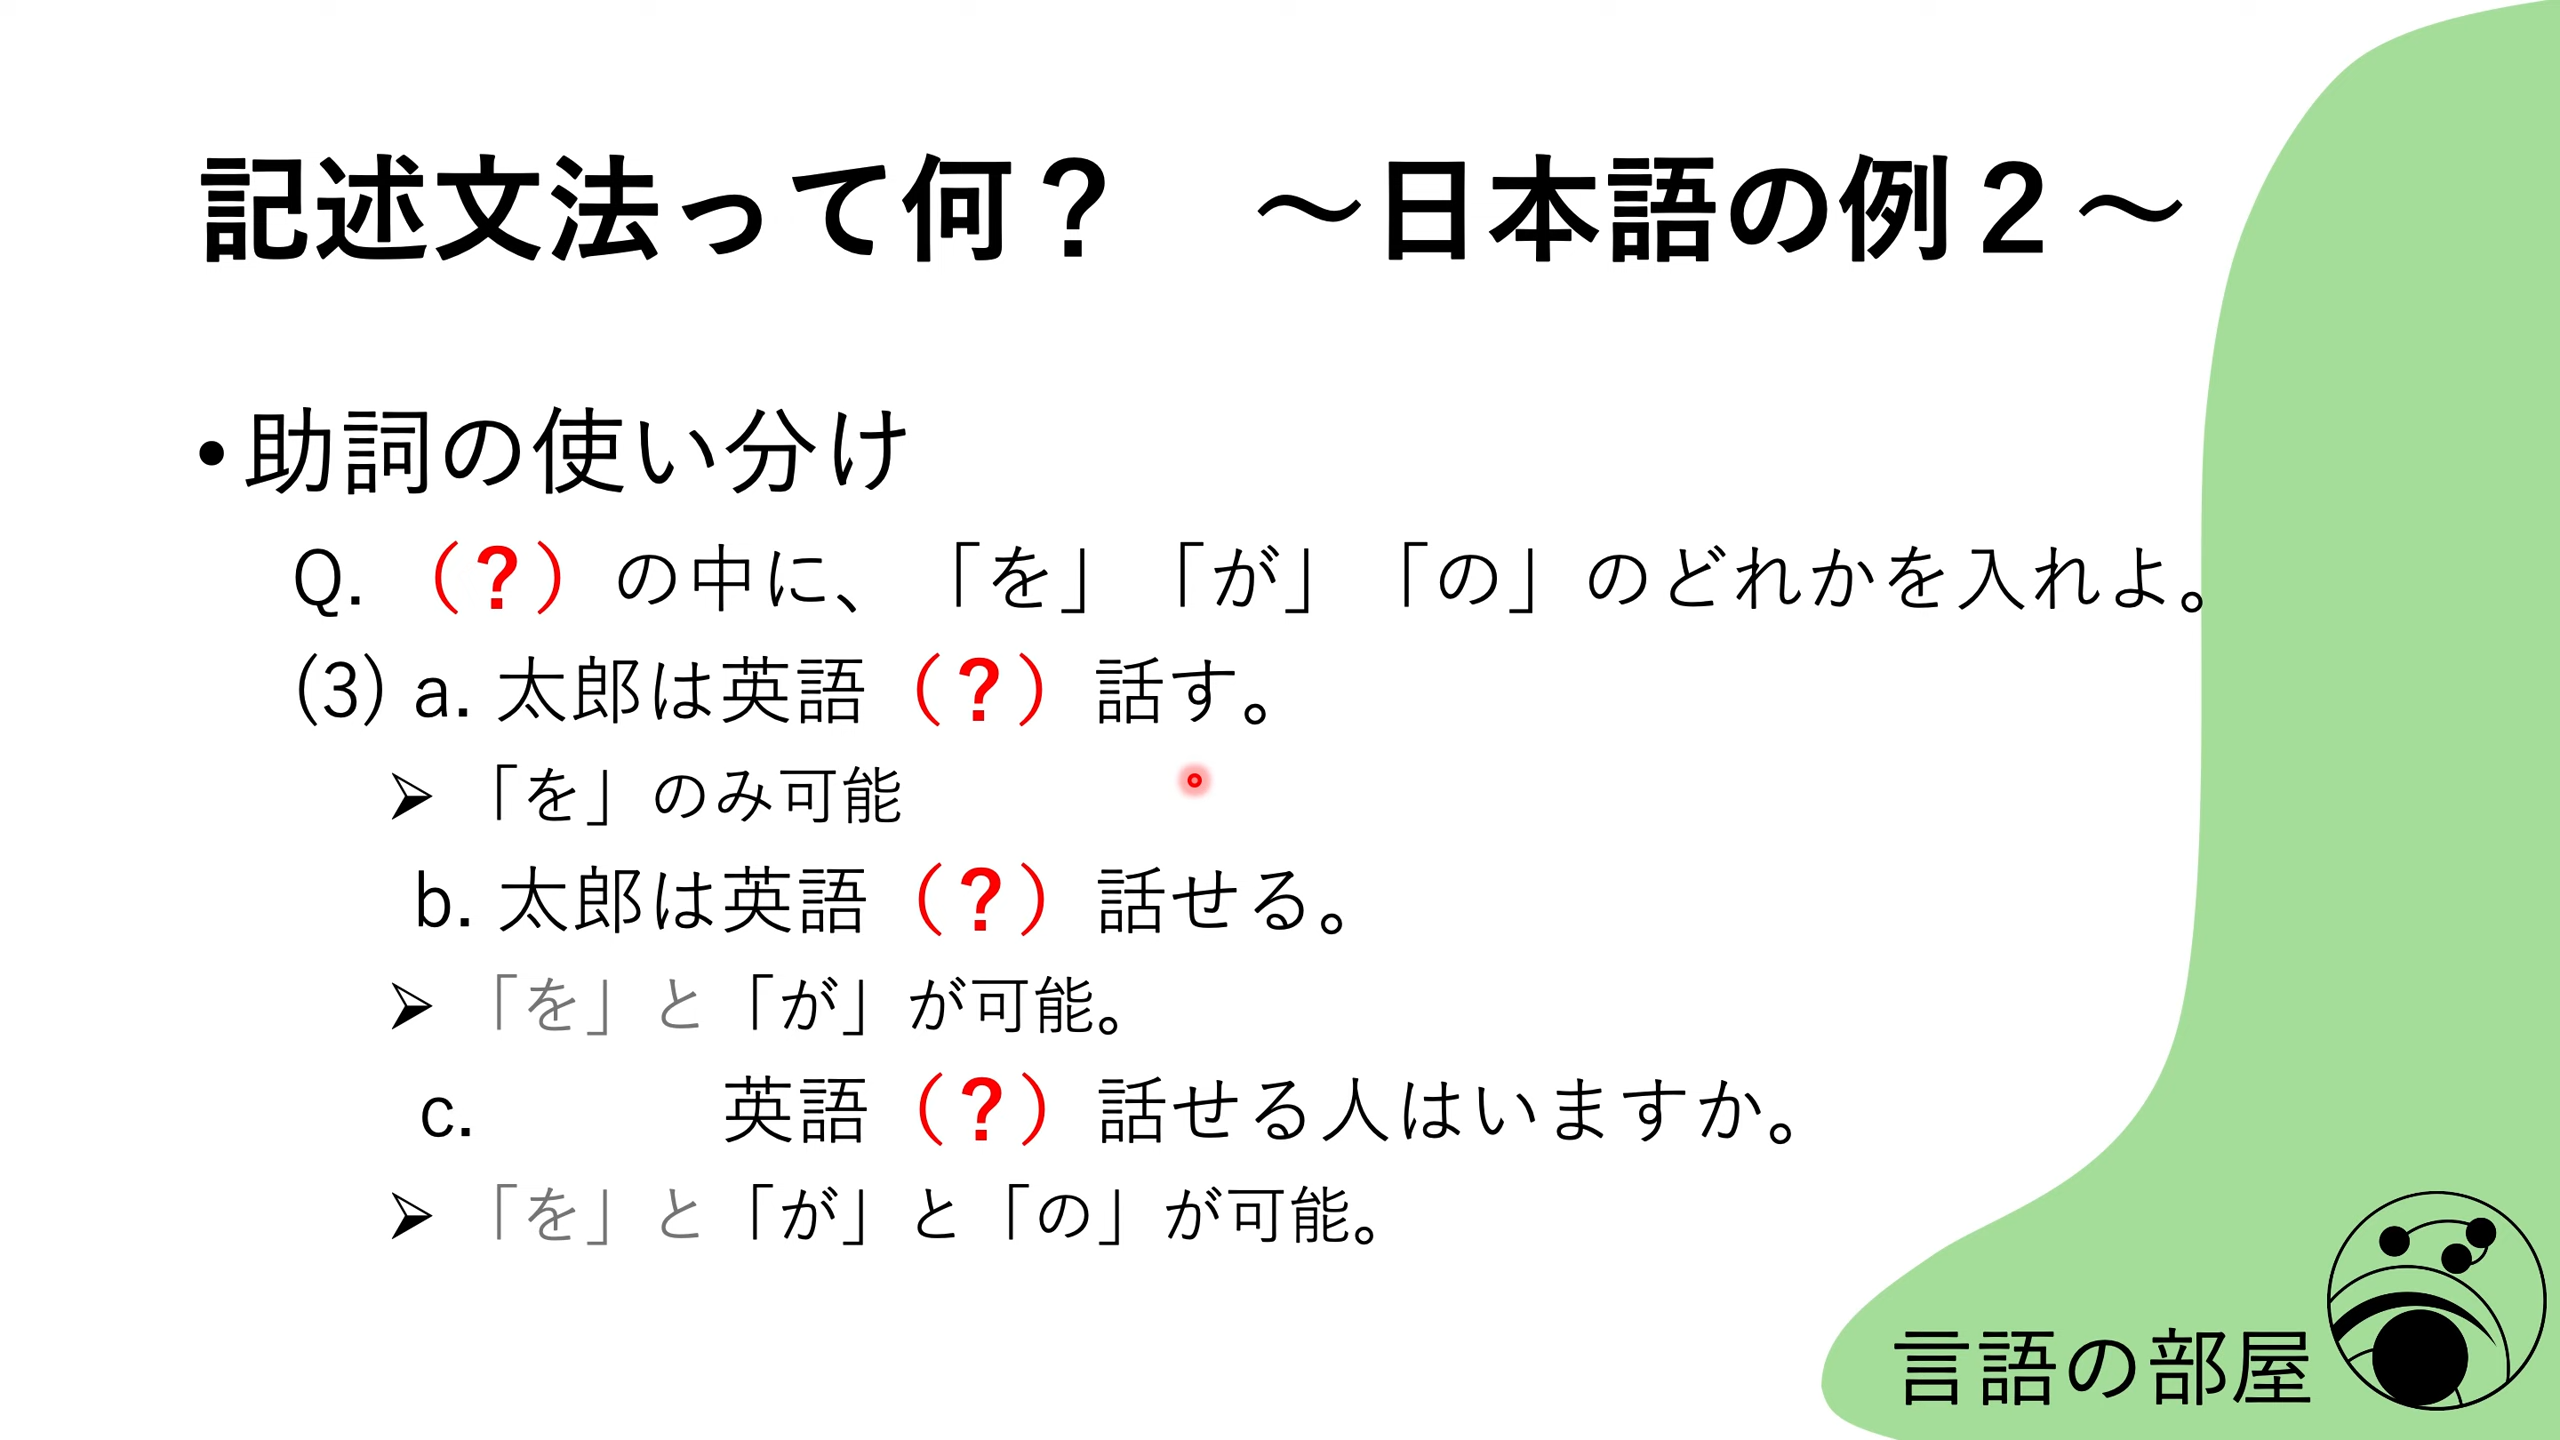 記述文法って何？　～日本語の例２～
•助詞の使い分け
Q. （?）の中に、「を」「が」「の」のどれかを入れよ。
(3) a. 太郎は英語（?）話す。
➢「を」のみ可能
b. 太郎は英語（?）話せる。
➢「を」と「が」が可能。
c. 英語（?）話せる人はいますか。
➢「を」と「が」と「の」が可能。
言語の部屋